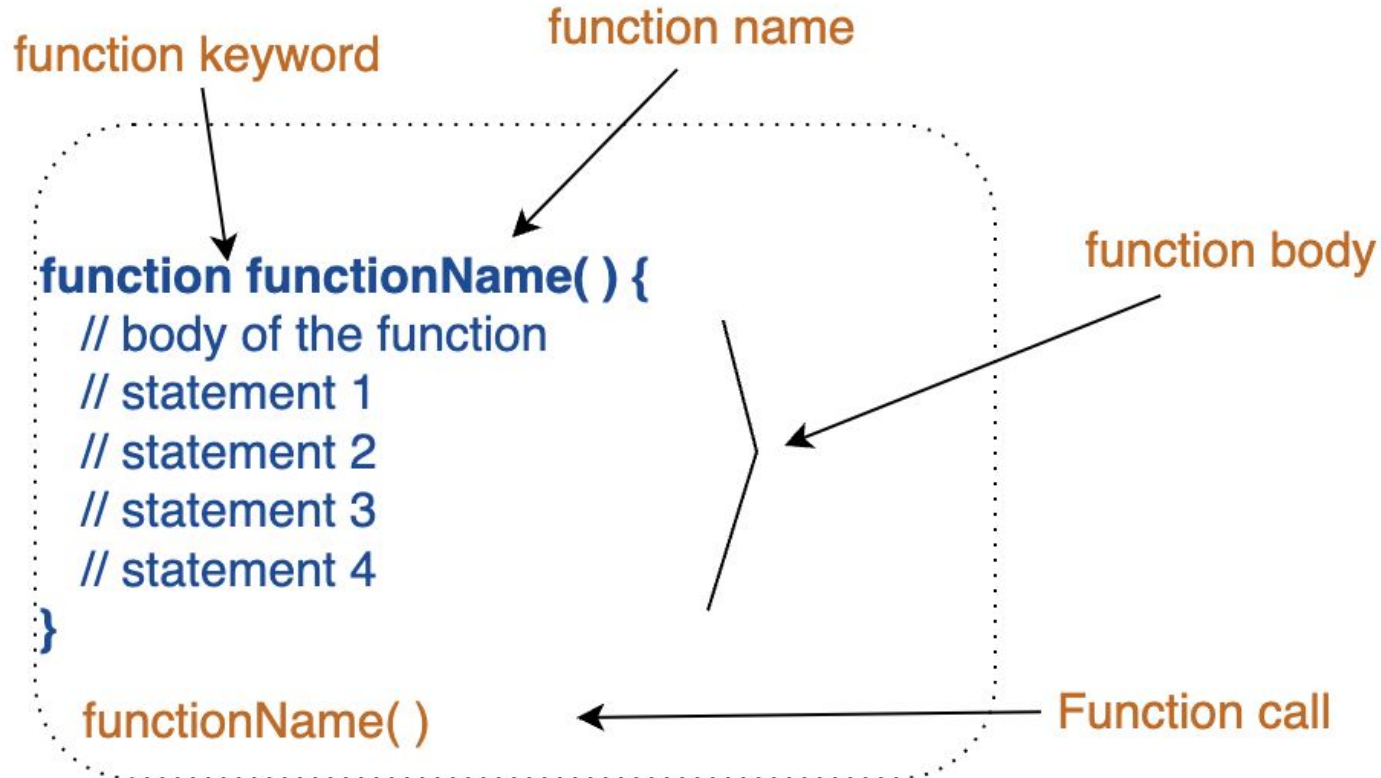 function keyword
function name
function functionName( ) {
// body of the function
// statement 1
// statement 2
// statement 3
// statement 4
}
function body
functionName( )
Function call